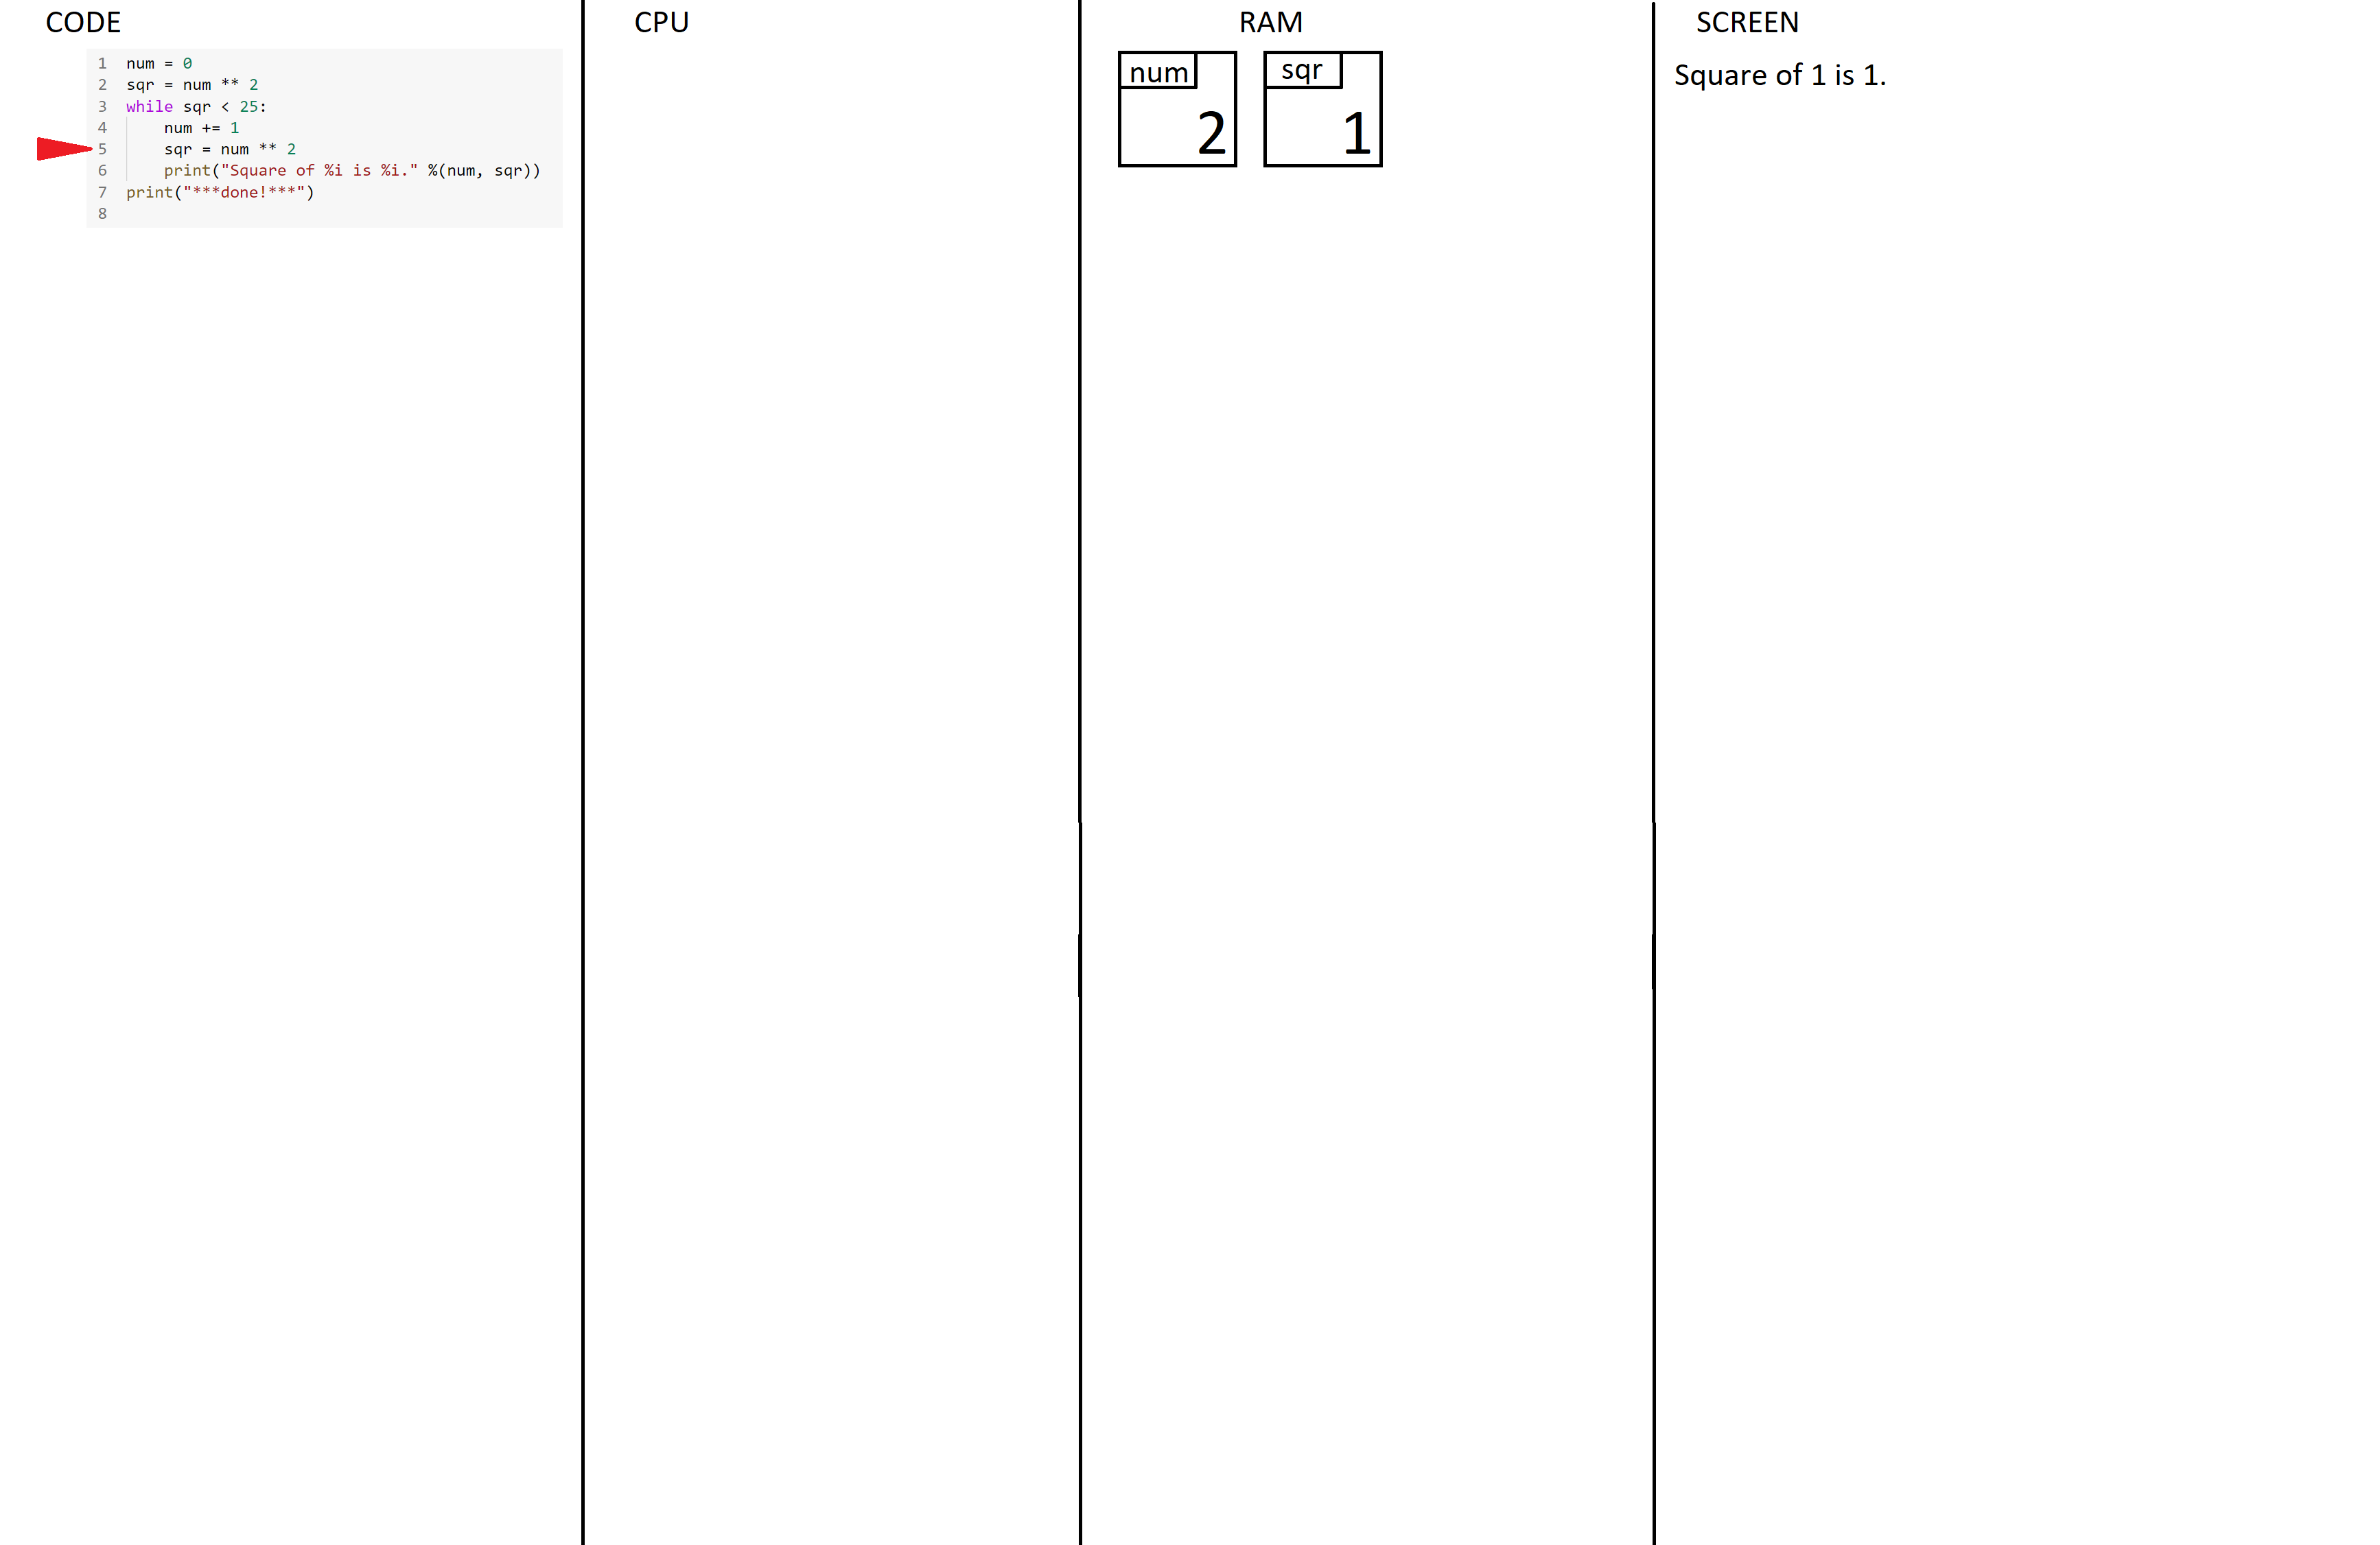 CODE
1 num = 0
2 sqr = num ** 2
3 while sqr < 25:
4 num += 1
5 sqr = num ** 2
6 print("Square of %i is %i." %(num, sqr))
7 print("***done!***")
8
CPU
RAM
num
2
sqr
1
SCREEN
Square of 1 is 1.